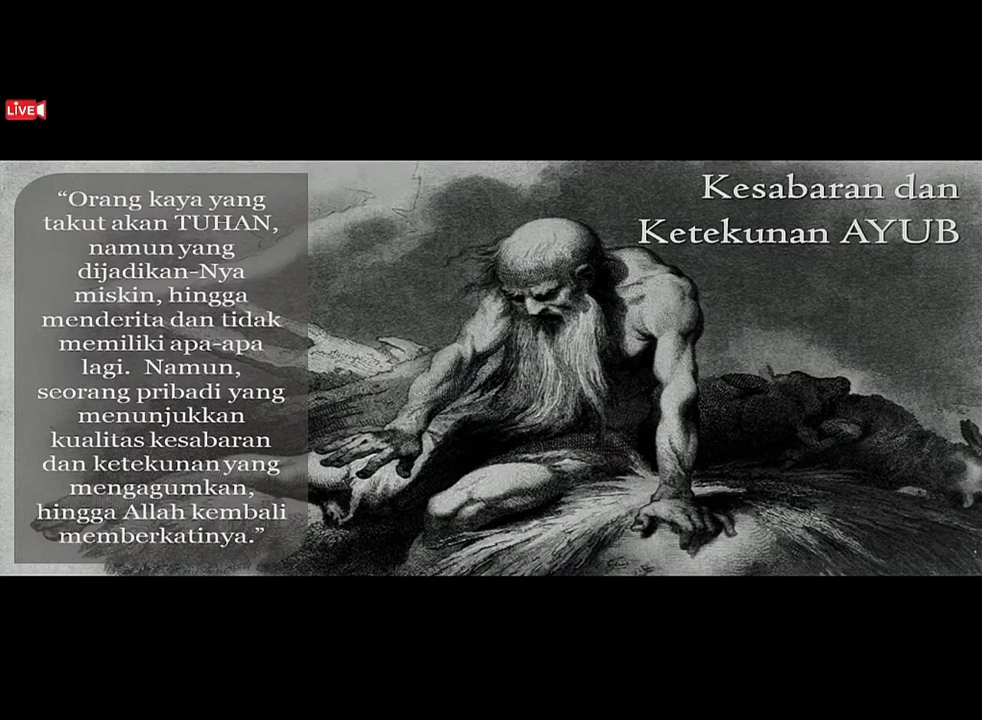 LIVE
Kesabaran dan
Ketekunan AYUB
“Orang kaya yang
takut akan TUHAN,
namun yang
dijadikan-Nya
miskin, hingga
menderita dan tidak
memiliki apa-apa
lagi. Namun,
seorang pribadi yang
menunjukkan
kualitas kesabaran
dan ketekunan yang
mengagumkan,
hingga Allah kembali
memberkatinya.”